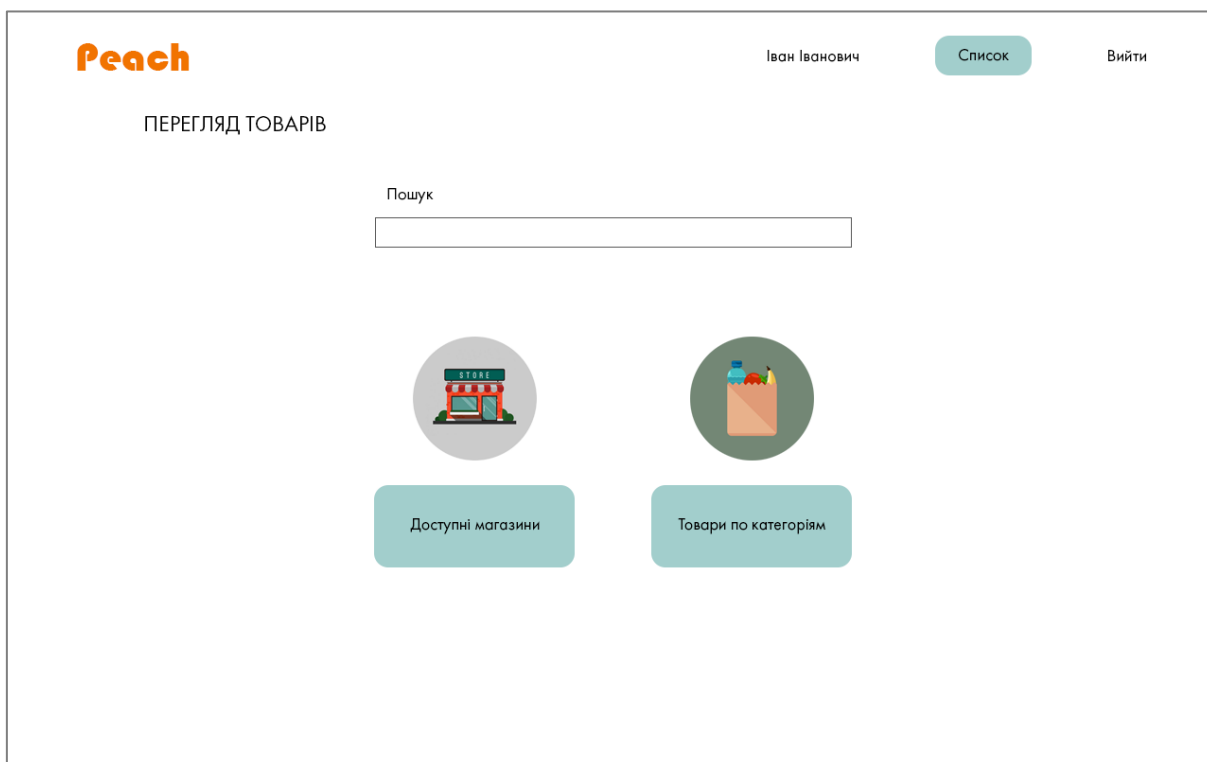 Peach
Іван Іванович
Список
Вийти
ПЕРЕГЛЯД ТОВАРІВ
Пошук
STORE
Доступні магазини
Товари по категоріям